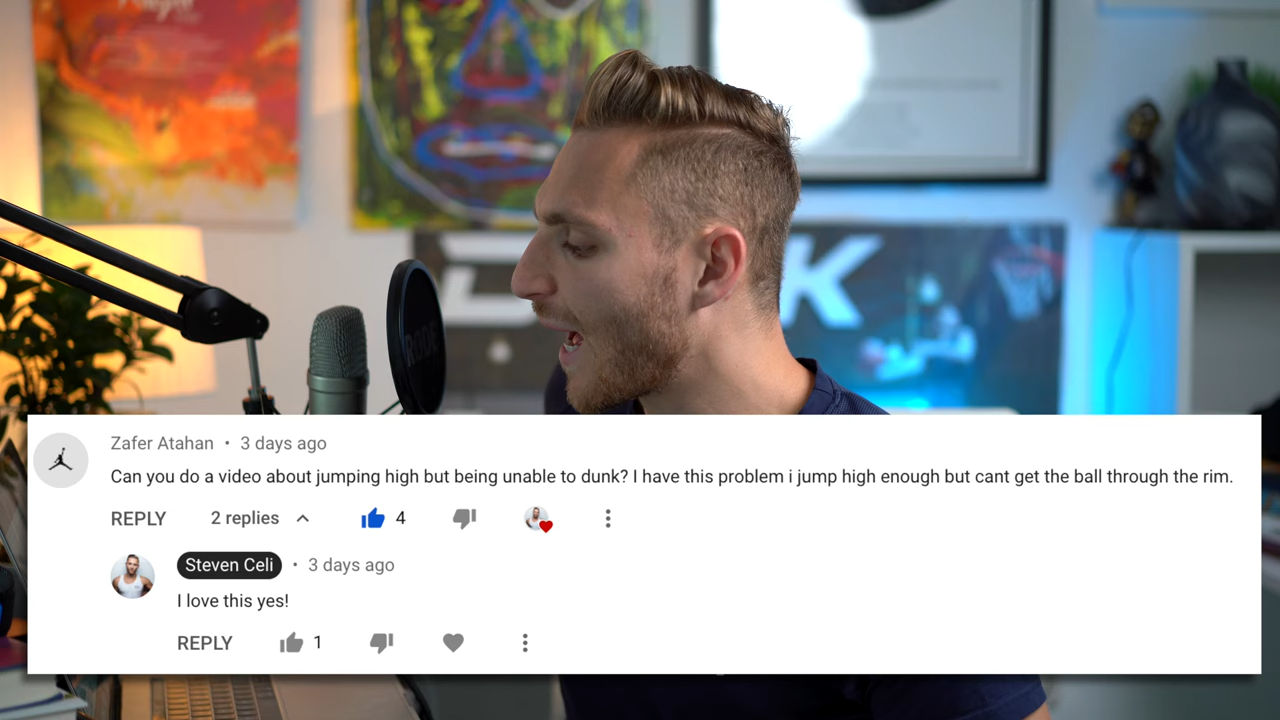 RØDE
K
Zafer Atahan • 3 days ago
Can you do a video about jumping high but being unable to dunk? I have this problem i jump high enough but cant get the ball through the rim.
REPLY 2 replies 4
Steven Celi • 3 days ago
I love this yes!
REPLY 1